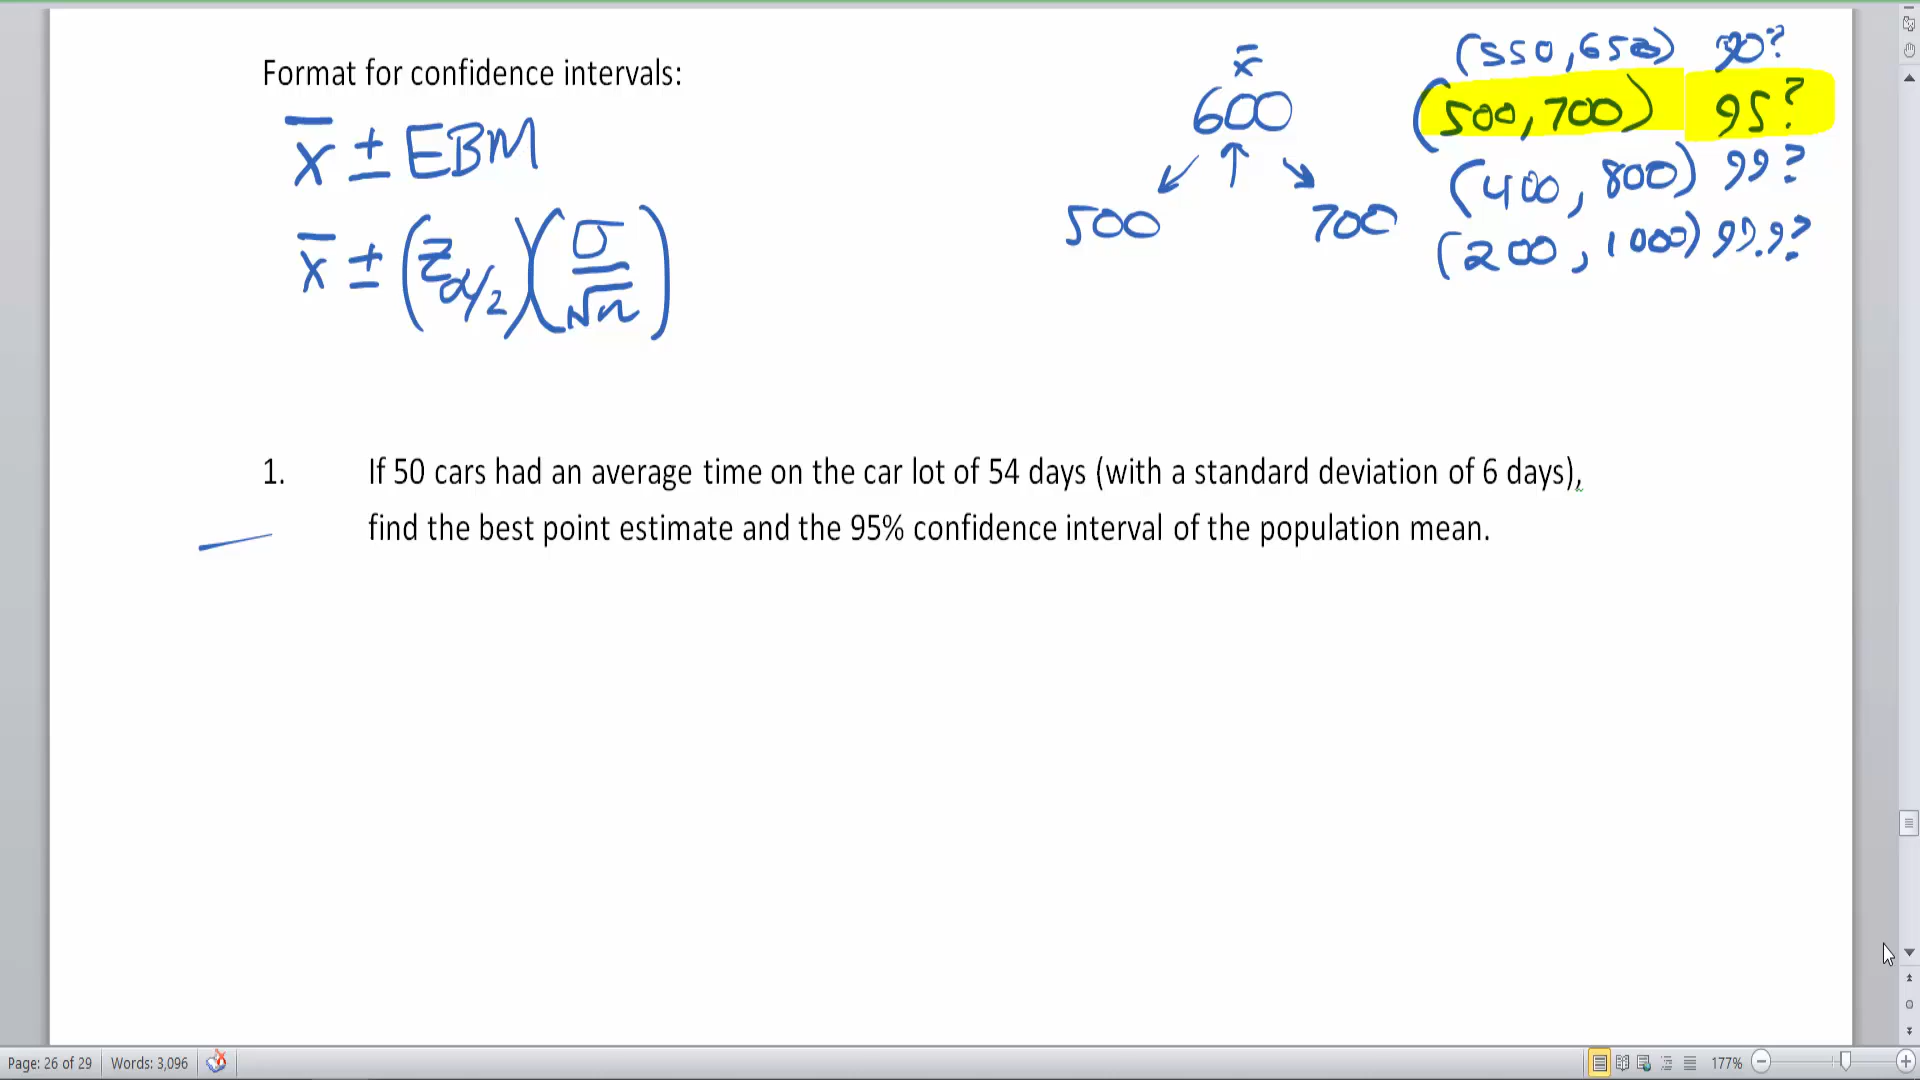 Format for confidence intervals:
x̄ ± EBM
x̄ ± (z_{α/2})(σ/√n)
x̄
600
500
700
(550,650) 90?
(500,700) 95?
(400, 800) 99?
(200, 1000) 99.9?
1. If 50 cars had an average time on the car lot of 54 days (with a standard deviation of 6 days),
find the best point estimate and the 95% confidence interval of the population mean.
Page: 26 of 29 Words: 3,096 177%